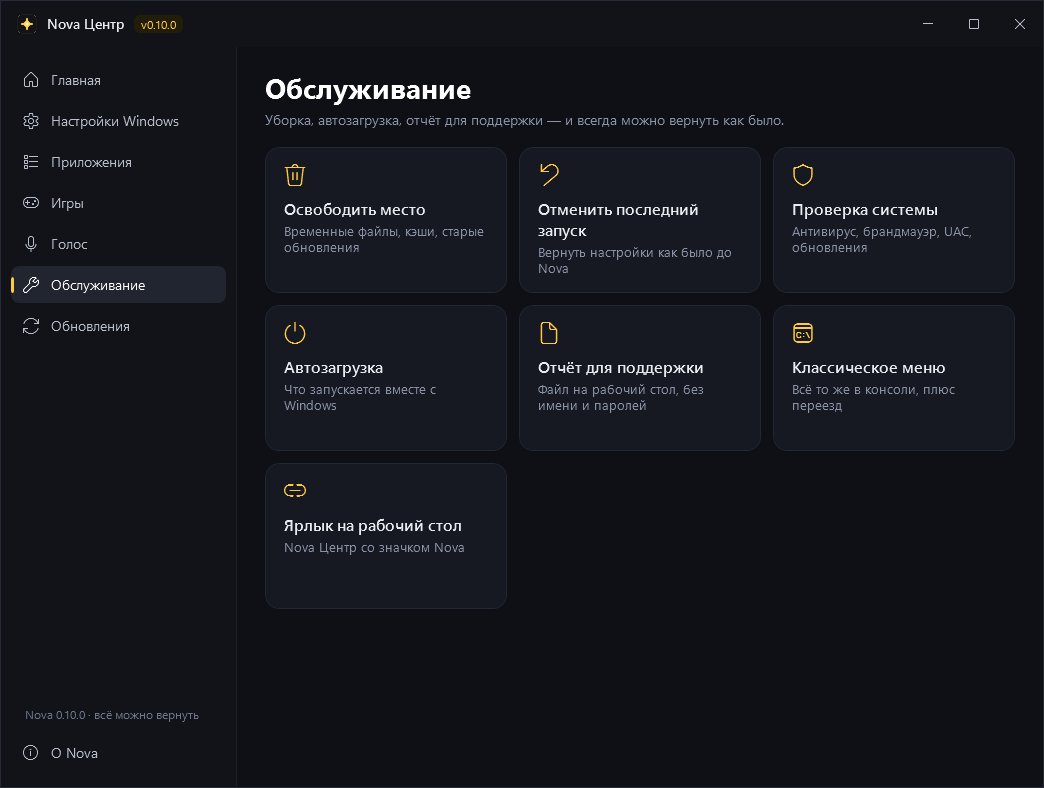 Nova Центр v0.10.0
Главная
Настройки Windows
Приложения
Игры
Голос
Обслуживание
Обновления
Nova 0.10.0 · всё можно вернуть
О Nova
Обслуживание
Уборка, автозагрузка, отчёт для поддержки — и всегда можно вернуть как было.
Освободить место
Временные файлы, кэши, старые
обновления
Отменить последний
запуск
Вернуть настройки как было до
Nova
Проверка системы
Антивирус, брандмауэр, UAC,
обновления
Автозагрузка
Что запускается вместе с
Windows
Отчёт для поддержки
Файл на рабочий стол, без
имени и паролей
C:\
Классическое меню
Всё то же в консоли, плюс
переезд
Ярлык на рабочий стол
Nova Центр со значком Nova